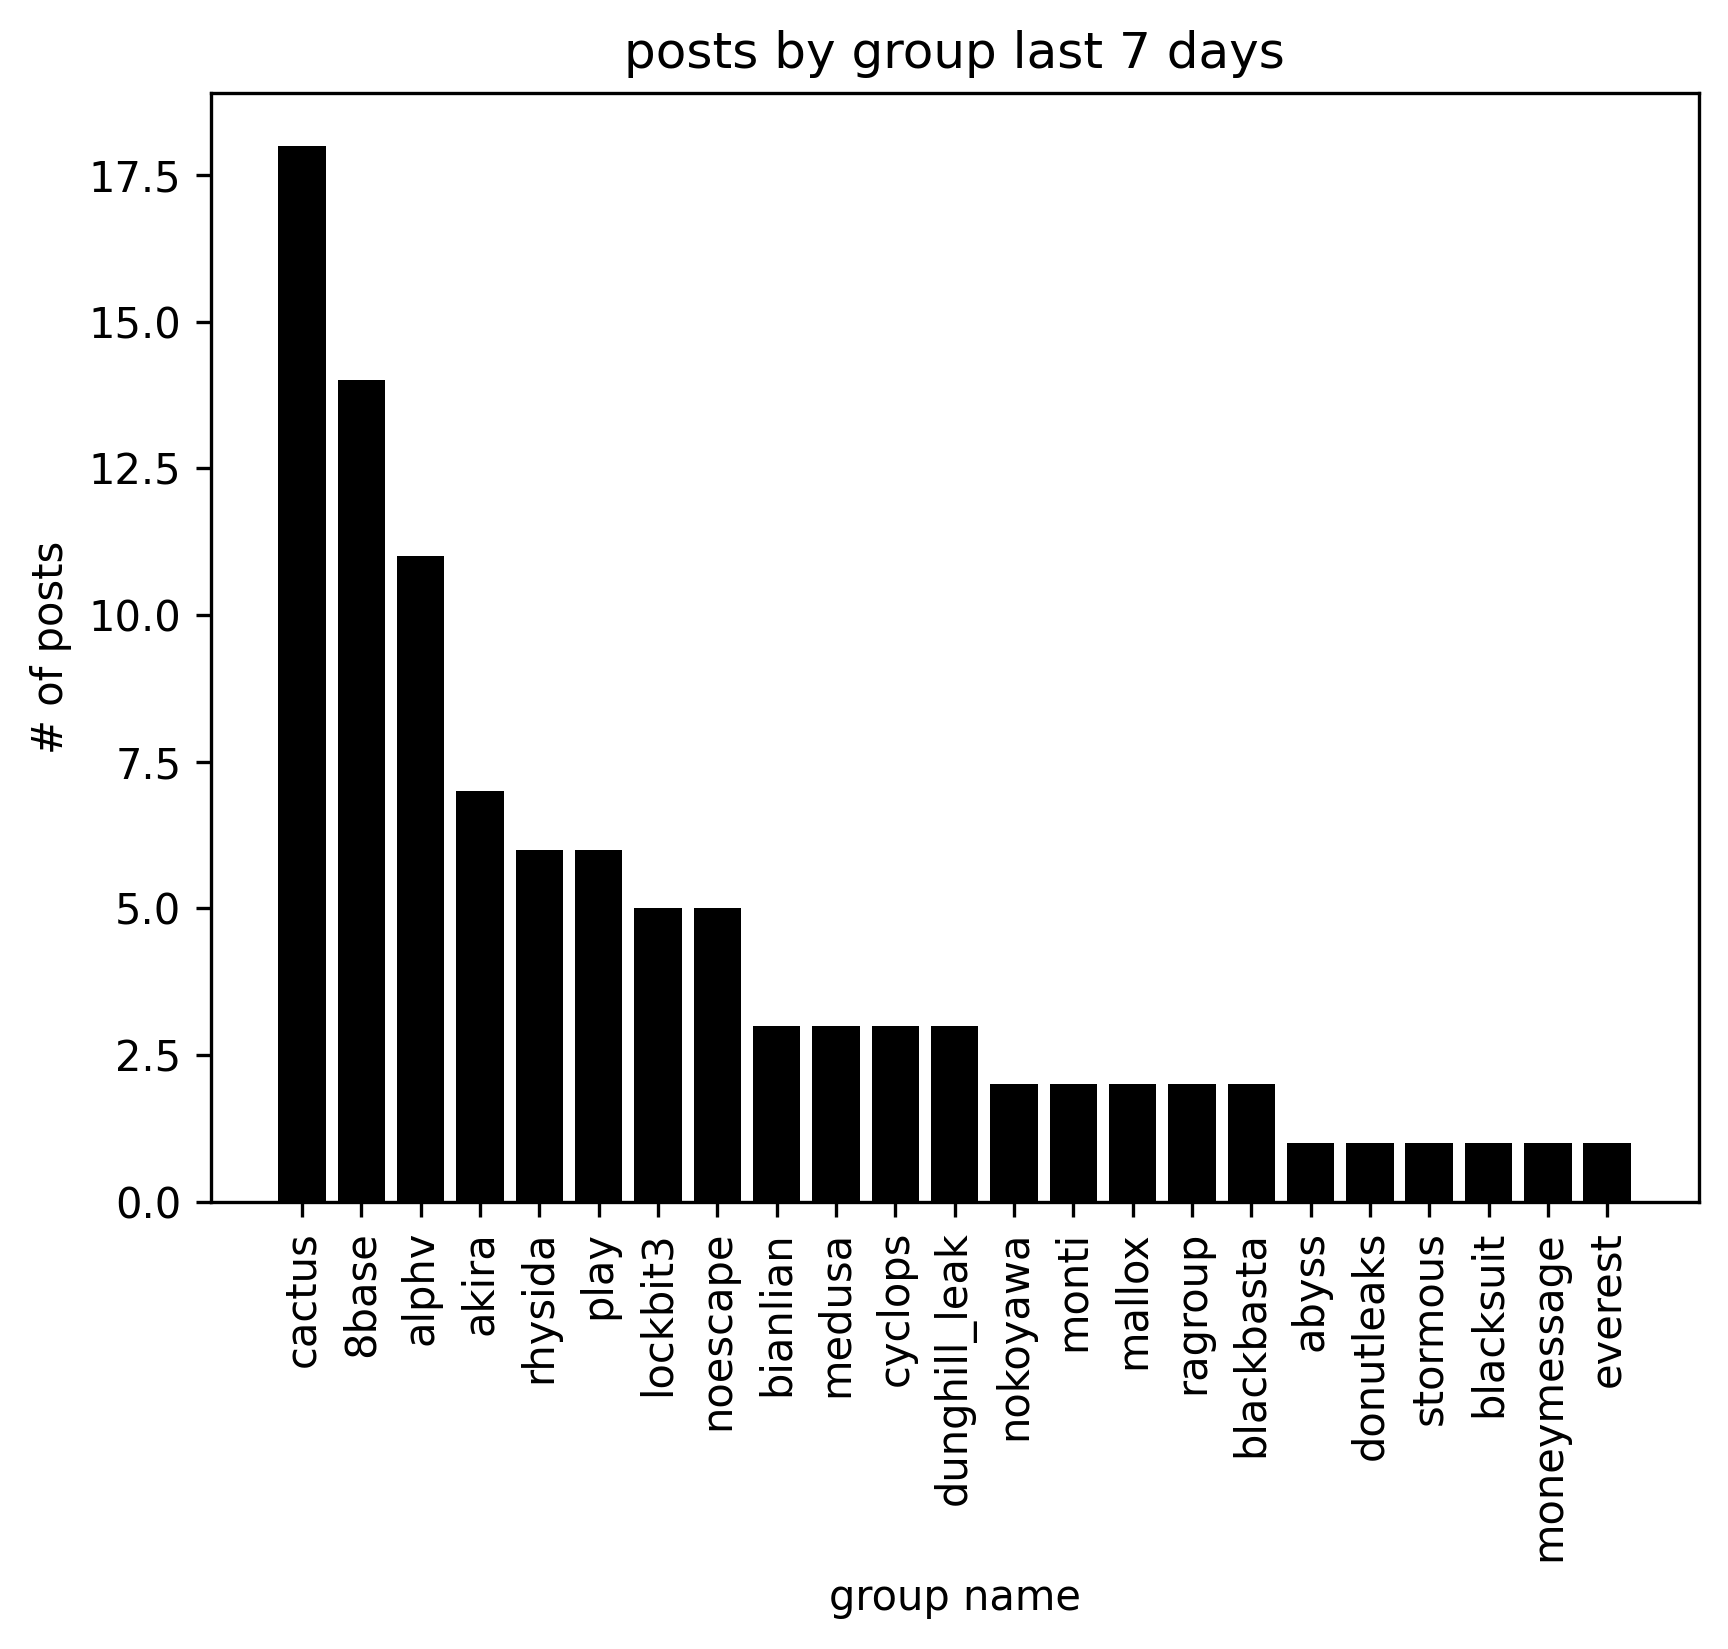 posts by group last 7 days
# of posts
17.5
15.0
12.5
10.0
7.5
5.0
2.5
0.0
cactus
8base
alphv
akira
rhysida
play
lockbit3
noescape
bianlian
medusa
cyclops
dunghill_leak
nokoyawa
monti
mallox
ragroup
blackbasta
abyss
donutleaks
stormous
blacksuit
moneymessage
everest
group name